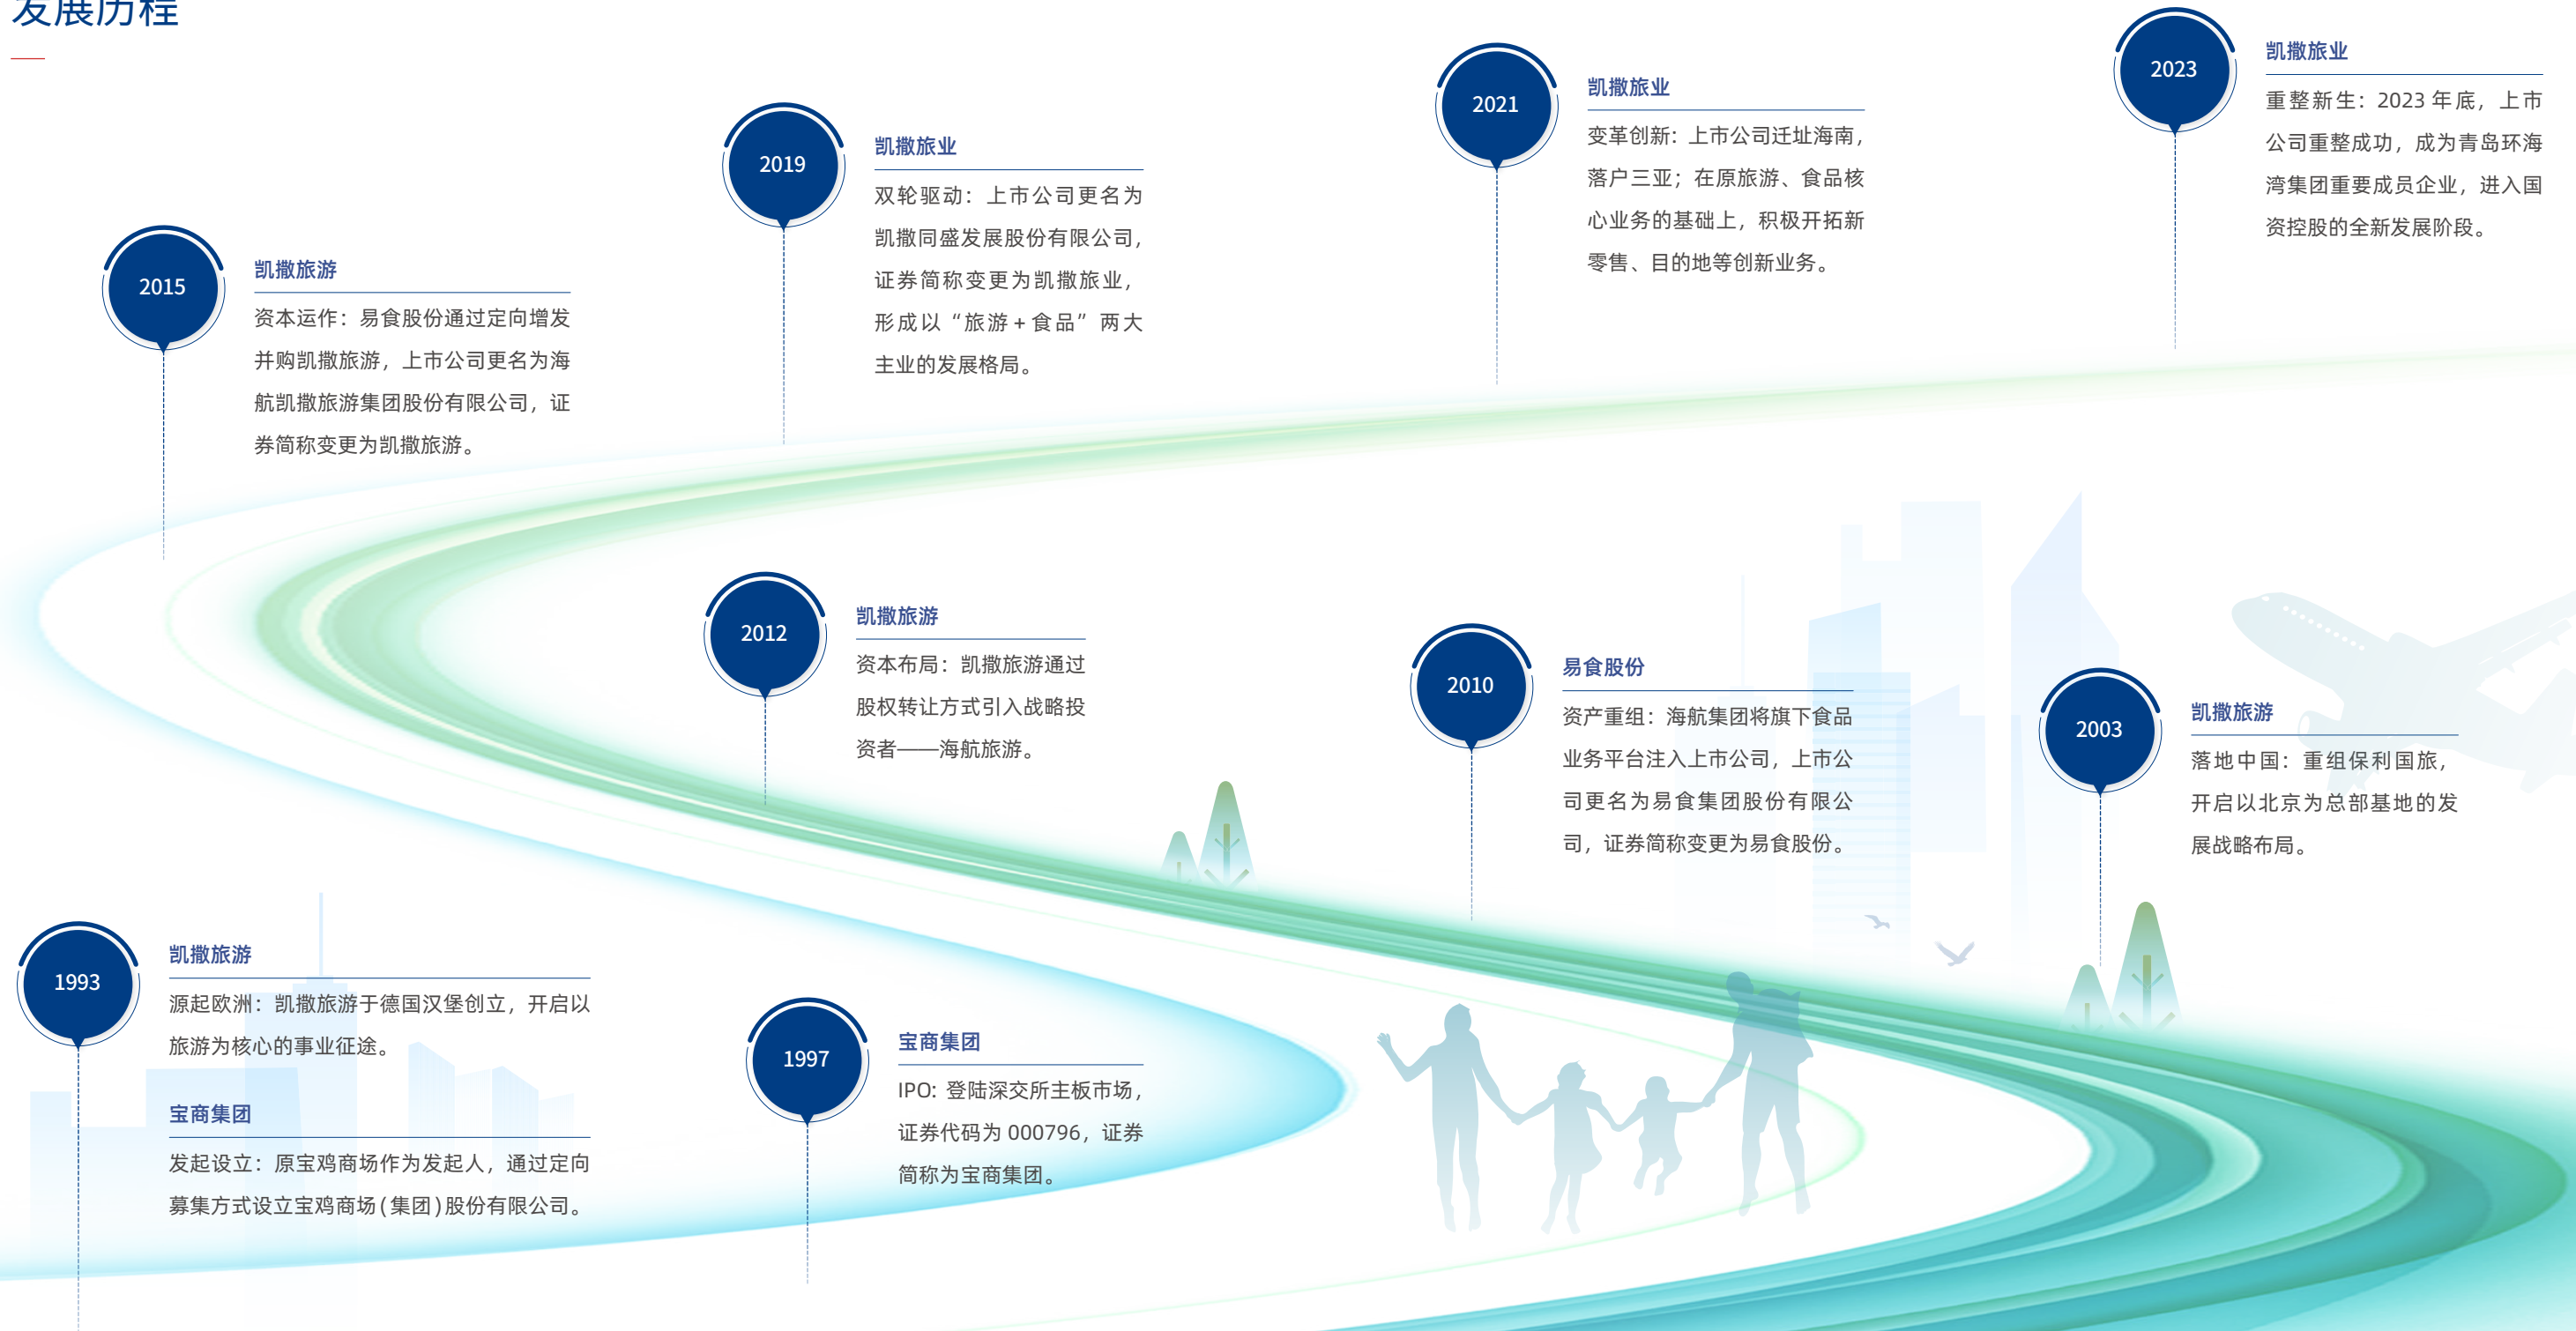 发展历程
2015
凯撒旅游
资本运作：易食股份通过定向增发
并购凯撒旅游，上市公司更名为海
航凯撒旅游集团股份有限公司，证
券简称变更为凯撒旅游。
2019
凯撒旅业
双轮驱动：上市公司更名为
凯撒同盛发展股份有限公司，
证券简称变更为凯撒旅业，
形成以“旅游+食品”两大
主业的发展格局。
2021
凯撒旅业
变革创新：上市公司迁址海南，
落户三亚；在原旅游、食品核
心业务的基础上，积极开拓新
零售、目的地等创新业务。
2023
凯撒旅业
重整新生：2023 年底，上市
公司重整成功，成为青岛环海
湾集团重要成员企业，进入国
资控股的全新发展阶段。
2012
凯撒旅游
资本布局：凯撒旅游通过
股权转让方式引入战略投
资者——海航旅游。
2010
易食股份
资产重组：海航集团将旗下食品
业务平台注入上市公司，上市公
司更名为易食集团股份有限公
司，证券简称变更为易食股份。
2003
凯撒旅游
落地中国：重组保利国旅，
开启以北京为总部基地的发
展战略布局。
1993
凯撒旅游
源起欧洲：凯撒旅游于德国汉堡创立，开启以
旅游为核心的事业征途。
宝商集团
发起设立：原宝鸡商场作为发起人，通过定向
募集方式设立宝鸡商场(集团)股份有限公司。
1997
宝商集团
IPO: 登陆深交所主板市场，
证券代码为 000796，证券
简称为宝商集团。